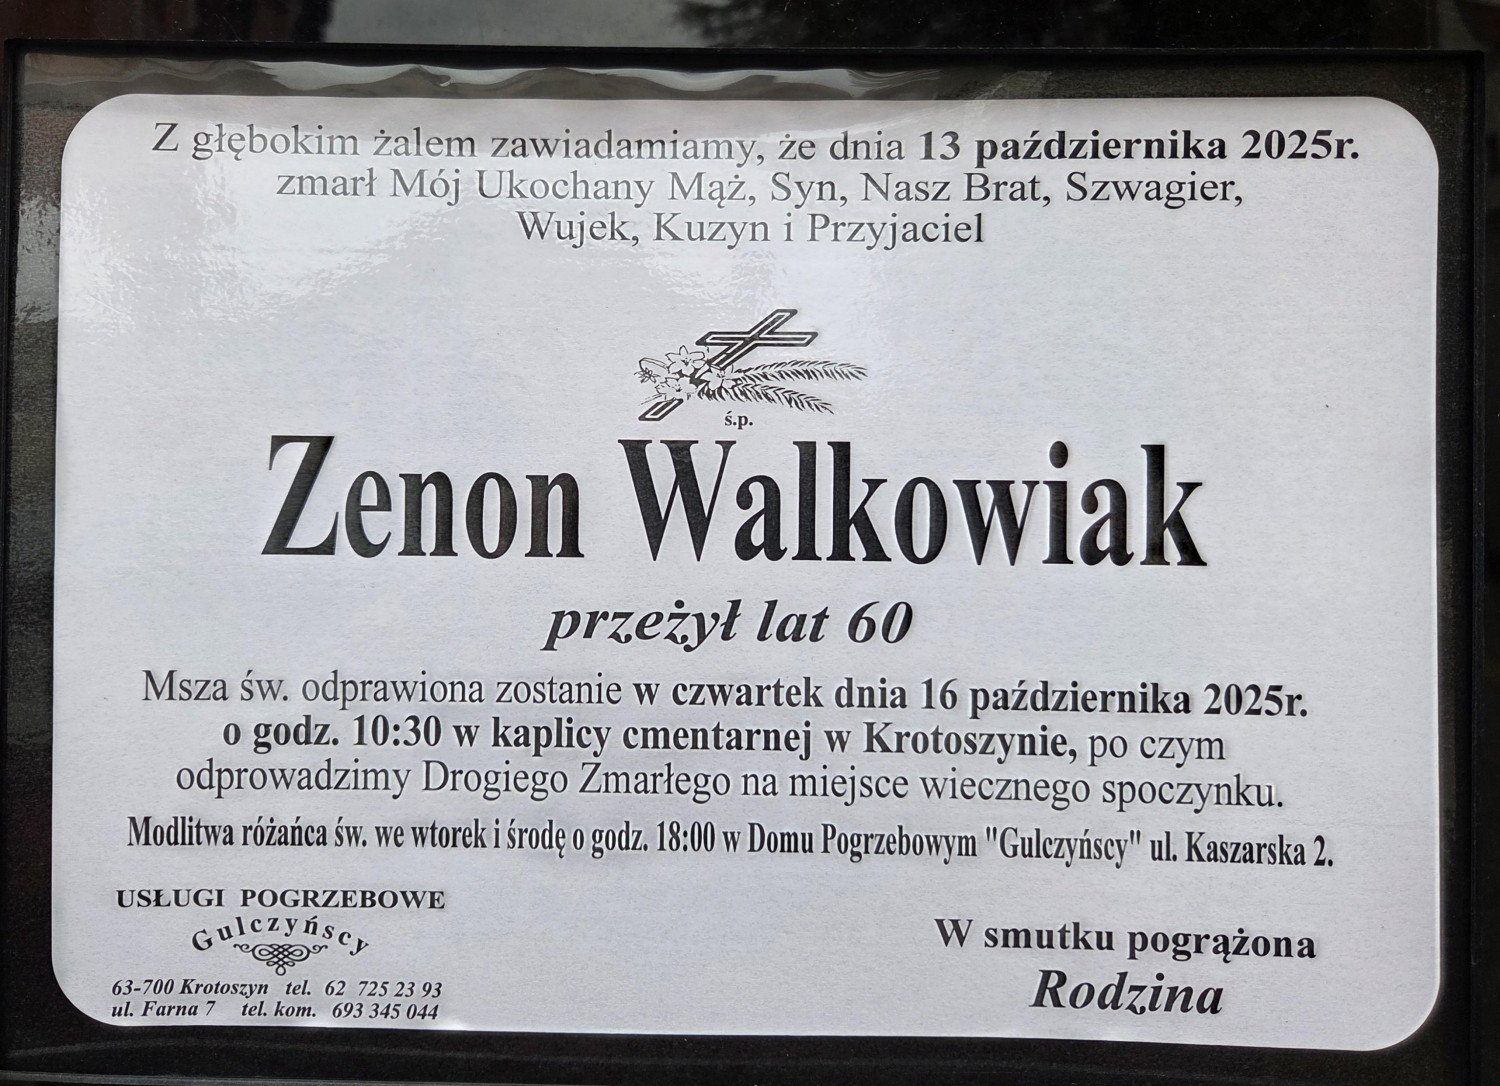 Z głębokim żalem zawiadamiamy, że dnia 13 października 2025r.
zmarł Mój Ukochany Mąż, Syn, Nasz Brat, Szwagier,
Wujek, Kuzyn i Przyjaciel
ś.p.
Zenon Walkowiak
przeżył lat 60
Msza św. odprawiona zostanie w czwartek dnia 16 października 2025r.
o godz. 10:30 w kaplicy cmentarnej w Krotoszynie, po czym
odprowadzimy Drogiego Zmarłego na miejsce wiecznego spoczynku.
Modlitwa różańca św. we wtorek i środę o godz. 18:00 w Domu Pogrzebowym "Gulczyńscy" ul. Kaszarska 2.
USŁUGI POGRZEBOWE
Gulczyńscy
63-700 Krotoszyn tel. 62 725 23 93
ul. Farna 7 tel. kom. 693 345 044
W smutku pogrążona
Rodzina